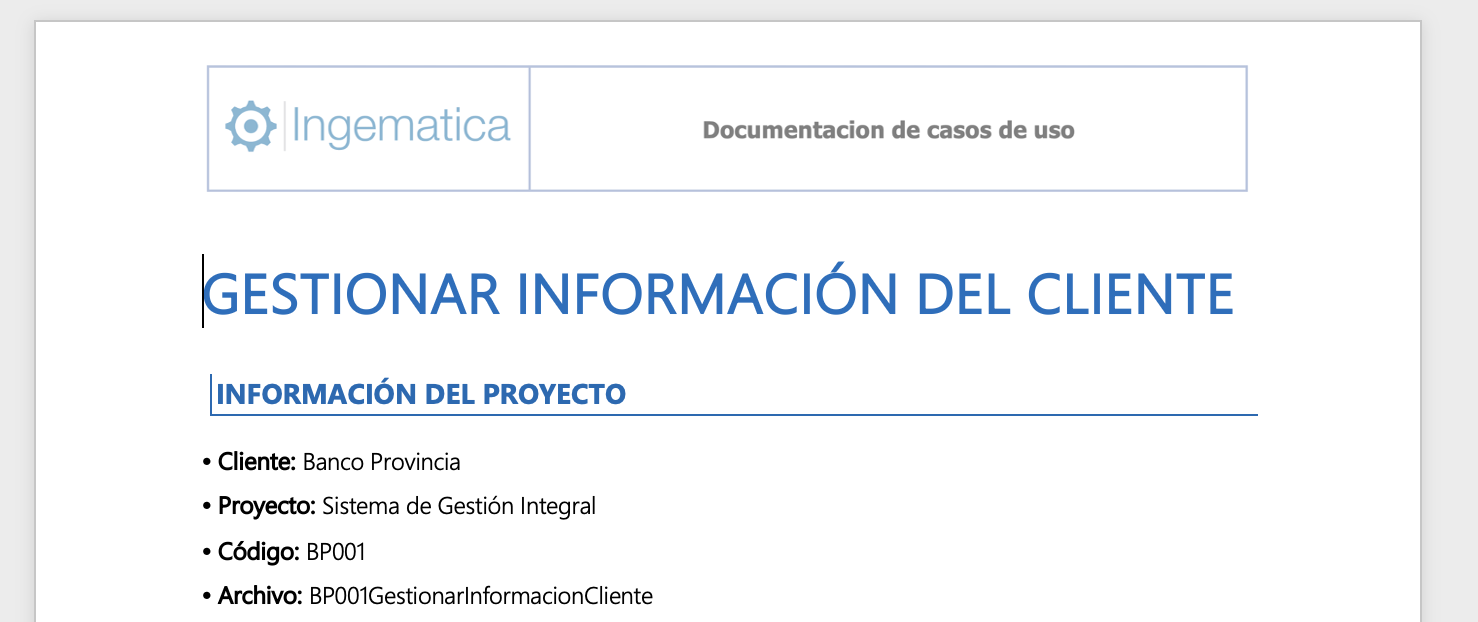 Ingematica
Documentacion de casos de uso
GESTIONAR INFORMACIÓN DEL CLIENTE
INFORMACIÓN DEL PROYECTO
• Cliente: Banco Provincia
• Proyecto: Sistema de Gestión Integral
• Código: BP001
• Archivo: BP001GestionarInformacionCliente